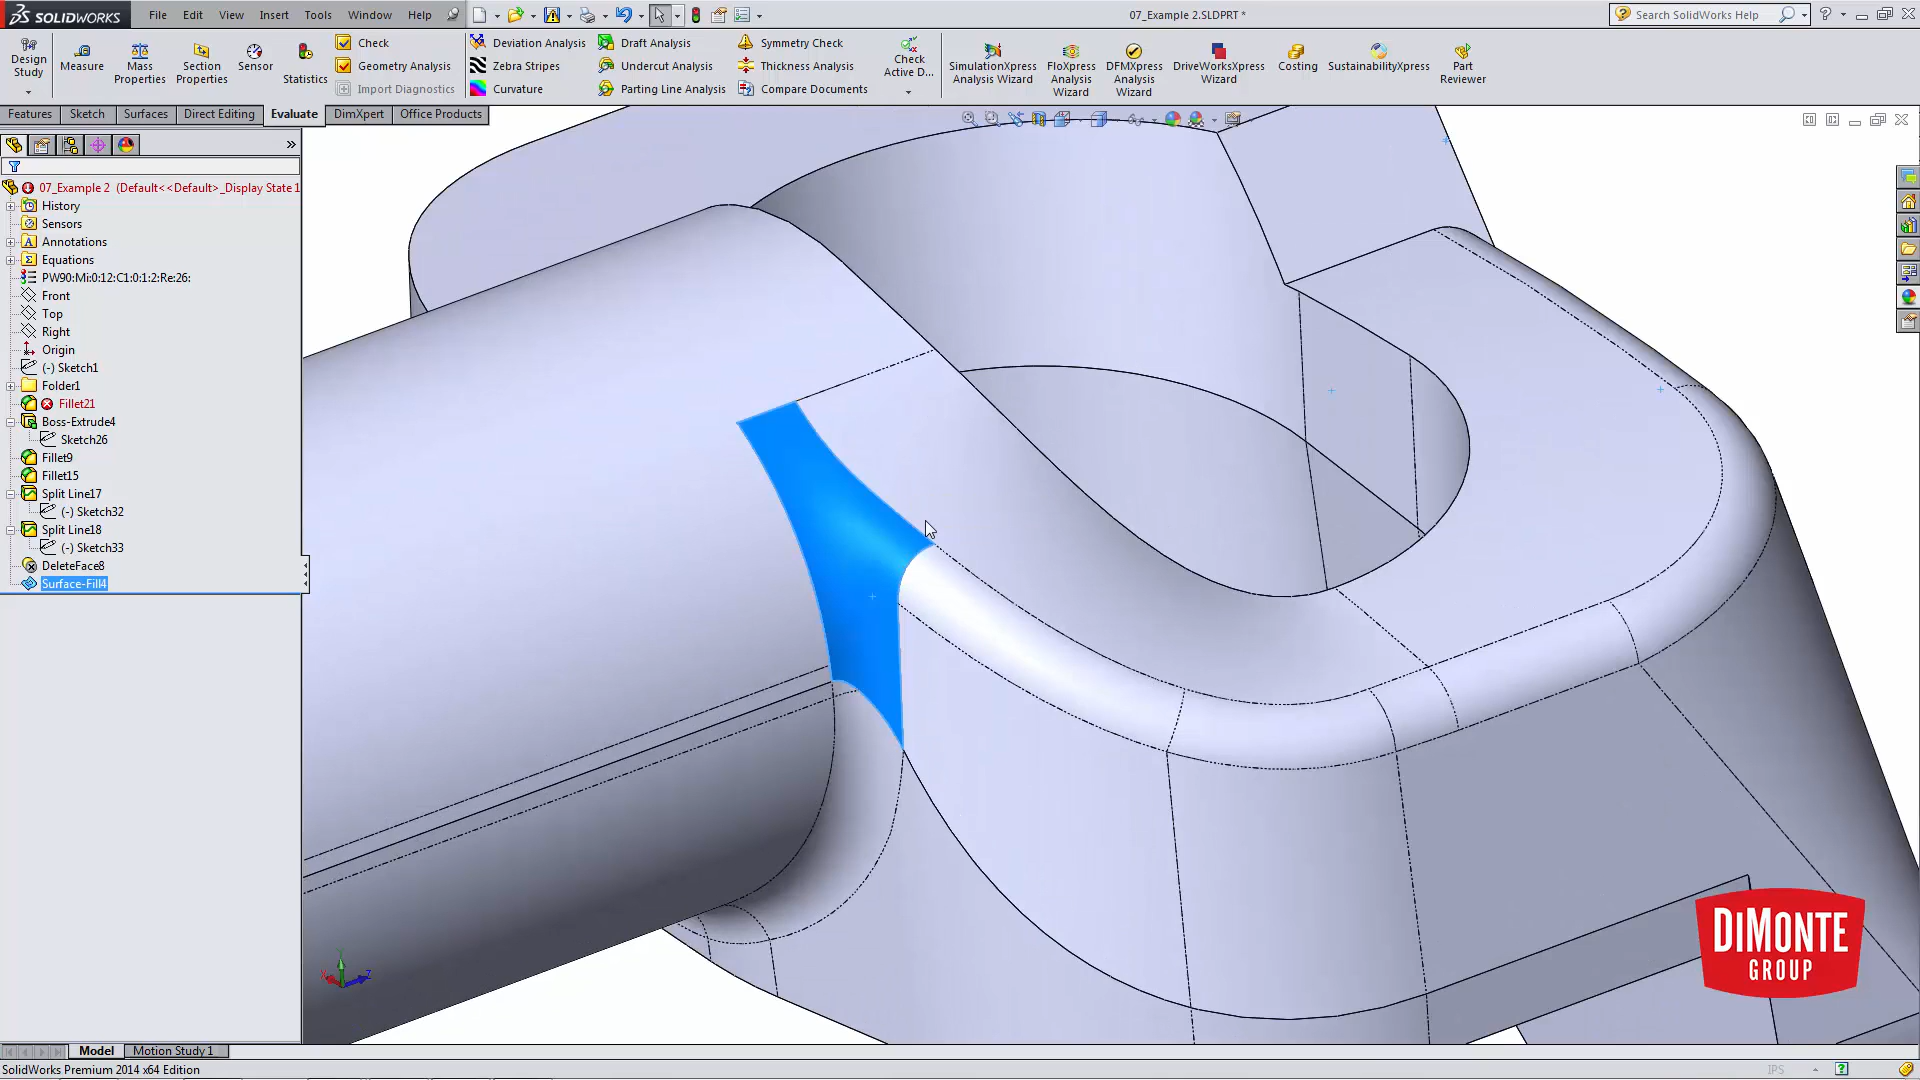 SOLIDWORKS
File Edit View Insert Tools Window Help
07_Example 2.SLDPRT *
Search SolidWorks Help
Design Study
Measure
Mass Properties
Section Properties
Sensor
Statistics
Check
Geometry Analysis
Import Diagnostics
Deviation Analysis
Zebra Stripes
Curvature
Draft Analysis
Undercut Analysis
Parting Line Analysis
Symmetry Check
Thickness Analysis
Compare Documents
Check Active D...
SimulationXpress Analysis Wizard
FloXpress Analysis Wizard
DFMXpress Analysis Wizard
DriveWorksXpress Wizard
Costing
SustainabilityXpress
Part Reviewer
Features Sketch Surfaces Direct Editing Evaluate DimXpert Office Products
07_Example 2 (Default<<Default>_Display State 1
History
Sensors
Annotations
Equations
PW90:Mi:0:12:C1:0:1:2:Re:26:
Front
Top
Right
Origin
(-) Sketch1
Folder1
Fillet21
Boss-Extrude4
Sketch26
Fillet9
Fillet15
Split Line17
(-) Sketch32
Split Line18
(-) Sketch33
DeleteFace8
Surface-Fill4
DIMONTE
GROUP
Model Motion Study 1
SolidWorks Premium 2014 x64 Edition
IPS